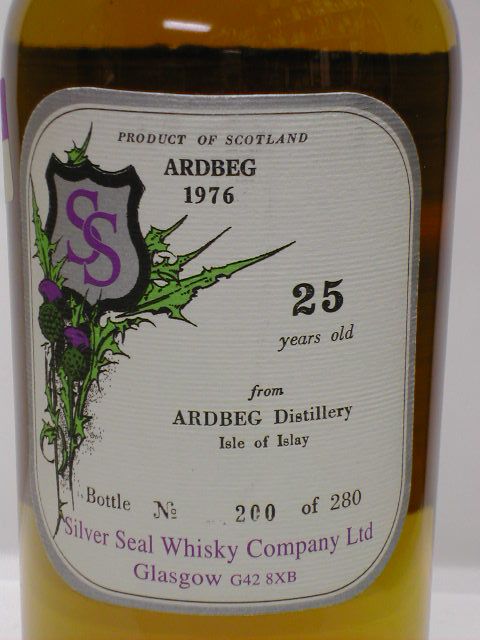 PRODUCT OF SCOTLAND
ARDBEG
1976
SS
25
years old
from
ARDBEG Distillery
Isle of Islay
Bottle № 200 of 280
Silver Seal Whisky Company Ltd
Glasgow G42 8XB